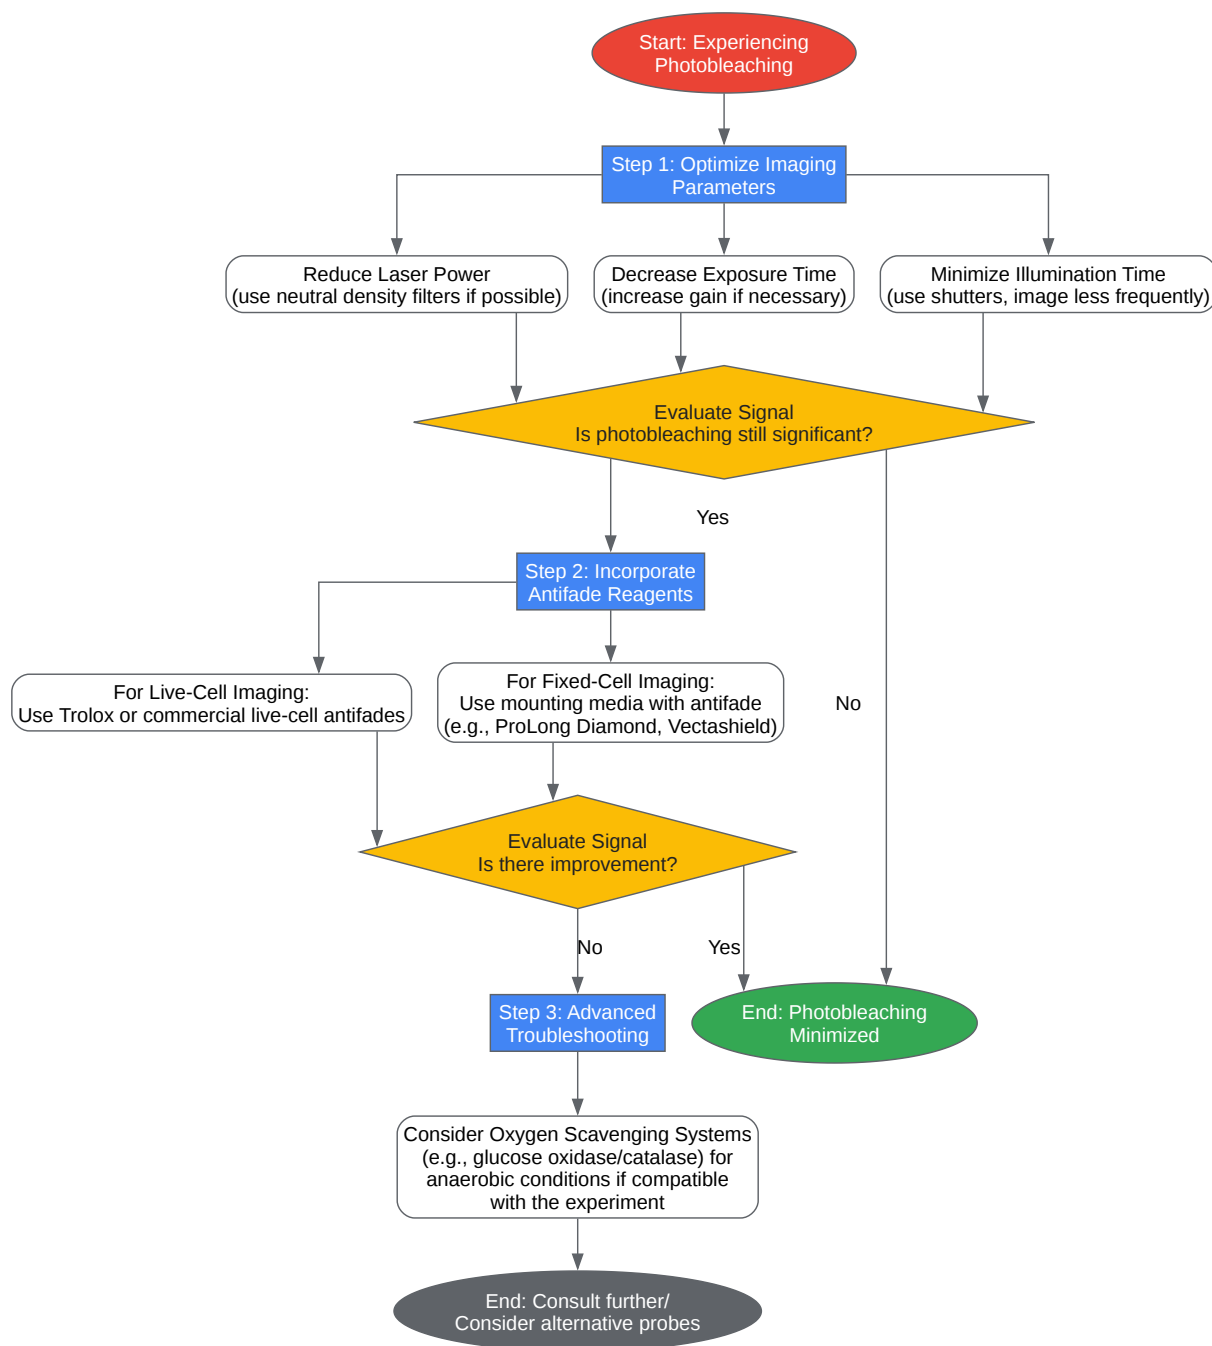 Start: Experiencing
Photobleaching
Step 1: Optimize Imaging
Parameters
Reduce Laser Power
(use neutral density filters if possible)
Decrease Exposure Time
(increase gain if necessary)
Minimize Illumination Time
(use shutters, image less frequently)
Evaluate Signal
Is photobleaching still significant?
Yes
Step 2: Incorporate
Antifade Reagents
For Live-Cell Imaging:
Use Trolox or commercial live-cell antifades
For Fixed-Cell Imaging:
Use mounting media with antifade
(e.g., ProLong Diamond, Vectashield)
No
Evaluate Signal
Is there improvement?
No
Yes
Step 3: Advanced
Troubleshooting
End: Photobleaching
Minimized
Consider Oxygen Scavenging Systems
(e.g., glucose oxidase/catalase) for
anaerobic conditions if compatible
with the experiment
End: Consult further/
Consider alternative probes